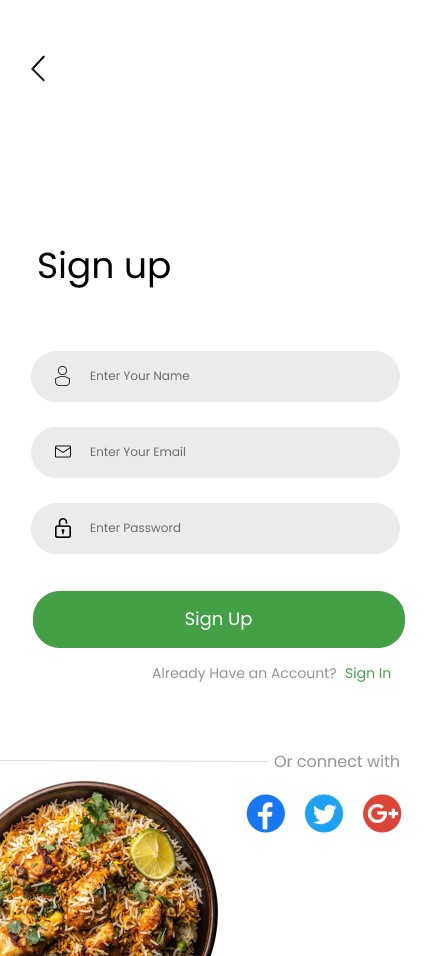 Sign up
Enter Your Name
Enter Your Email
Enter Password
Sign Up
Already Have an Account? Sign In
Or connect with
f
G+